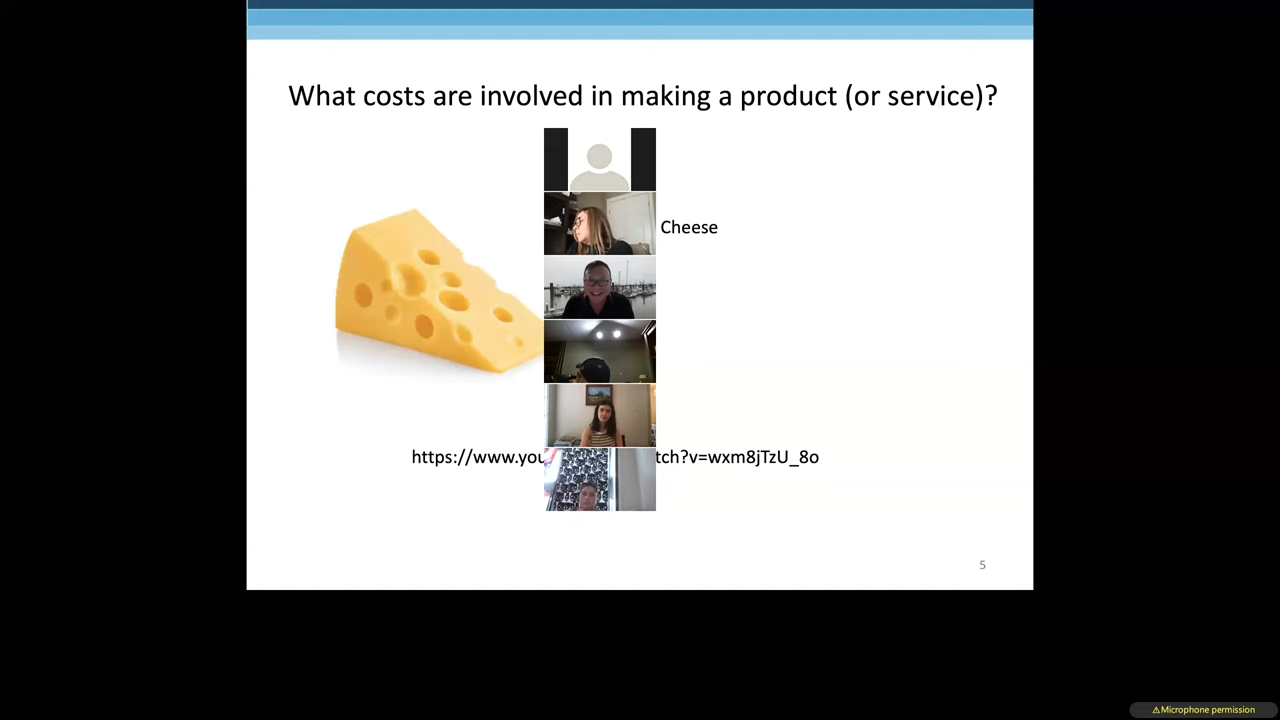 What costs are involved in making a product (or service)?
Cheese
https://www.you tch?v=wxm8jTzU_8o
5
⚠Microphone permission